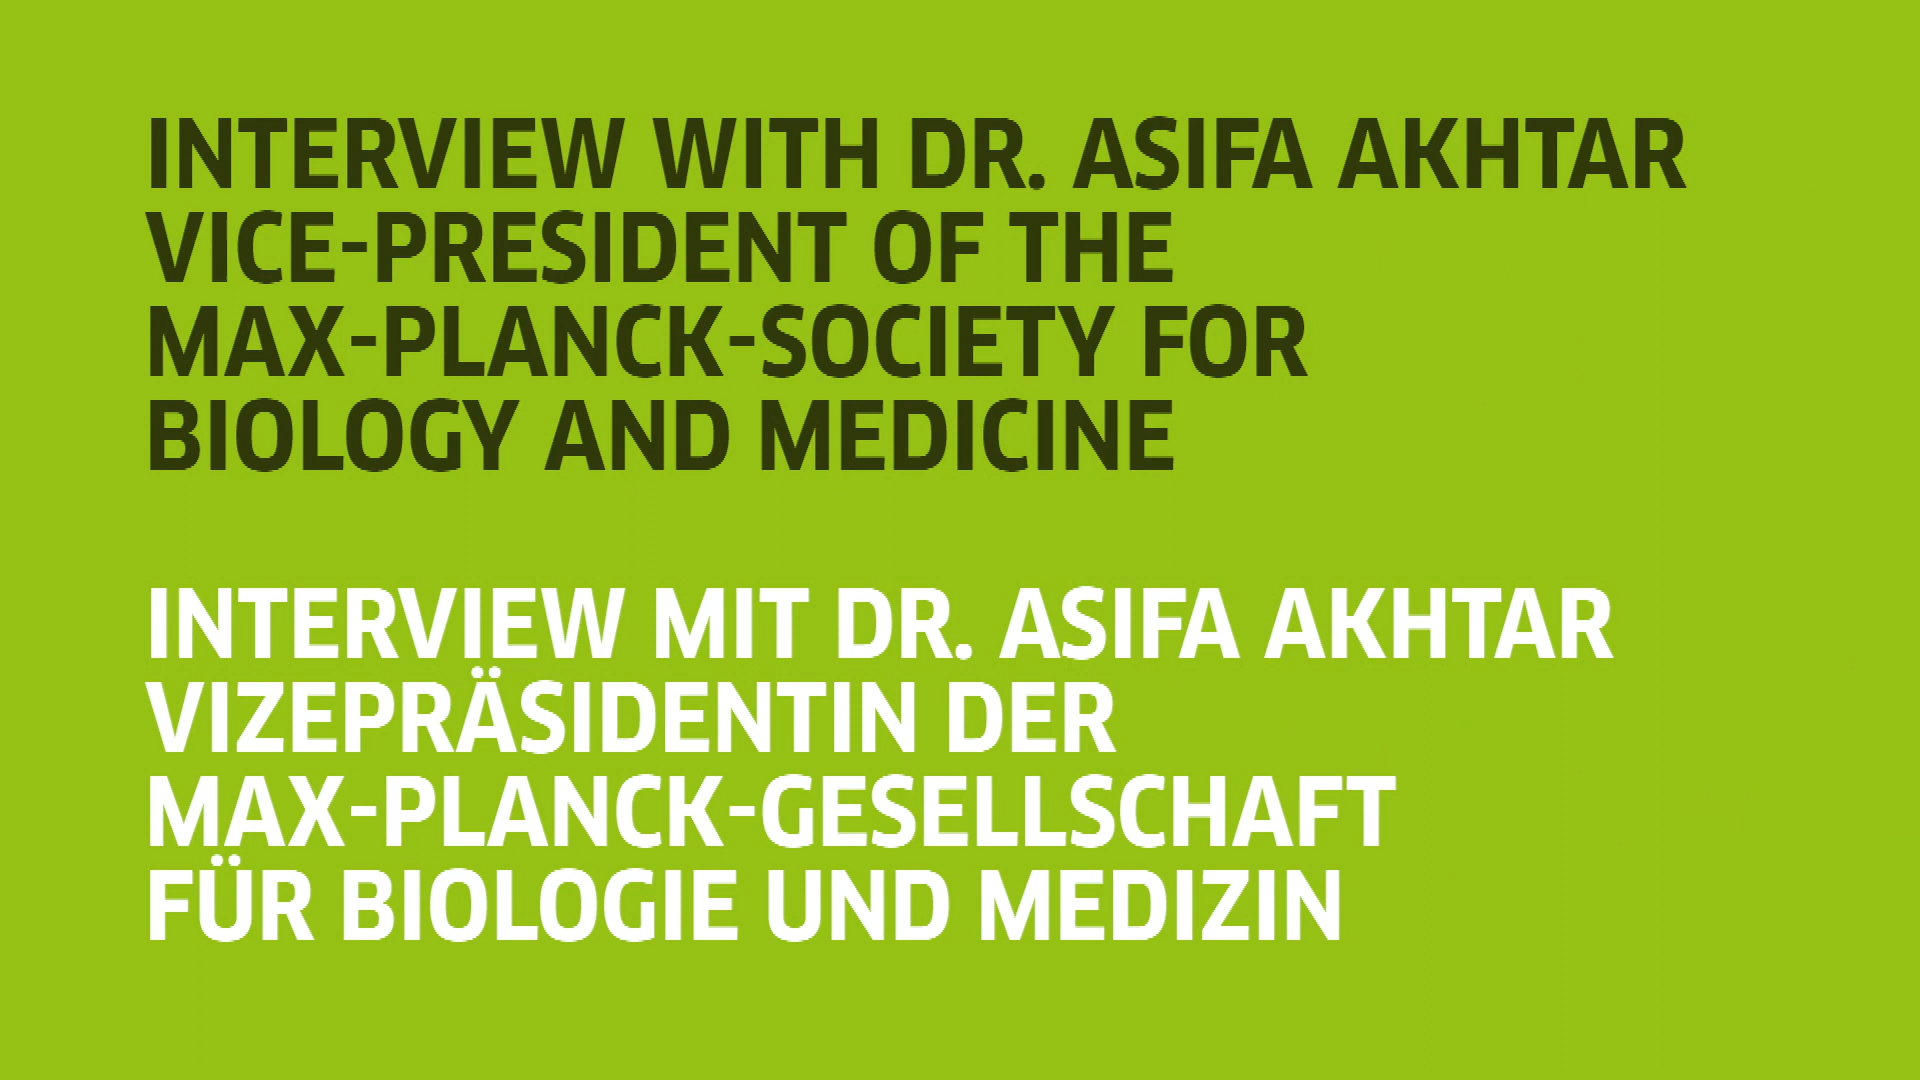 INTERVIEW WITH DR. ASIFA AKHTAR
VICE-PRESIDENT OF THE
MAX-PLANCK-SOCIETY FOR
BIOLOGY AND MEDICINE
INTERVIEW MIT DR. ASIFA AKHTAR
VIZEPRÄSIDENTIN DER
MAX-PLANCK-GESELLSCHAFT
FÜR BIOLOGIE UND MEDIZIN